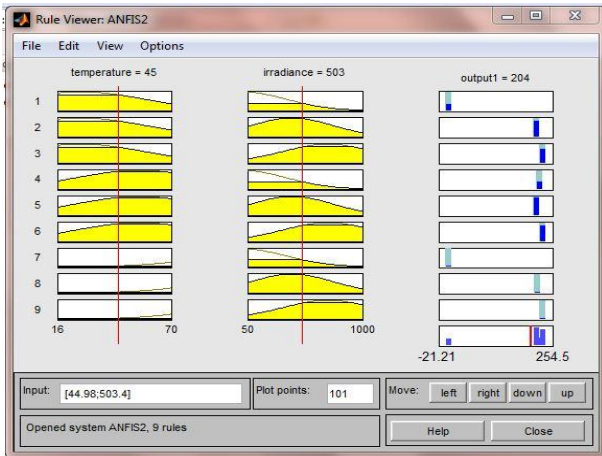 Rule Viewer: ANFIS2
File Edit View Options
temperature = 45 irradiance = 503 output1 = 204
1
2
3
4
5
6
7
8
9
16 70 50 1000
-21.21 254.5
Input: [44.98;503.4] Plot points: 101 Move: left right down up
Opened system ANFIS2, 9 rules Help Close